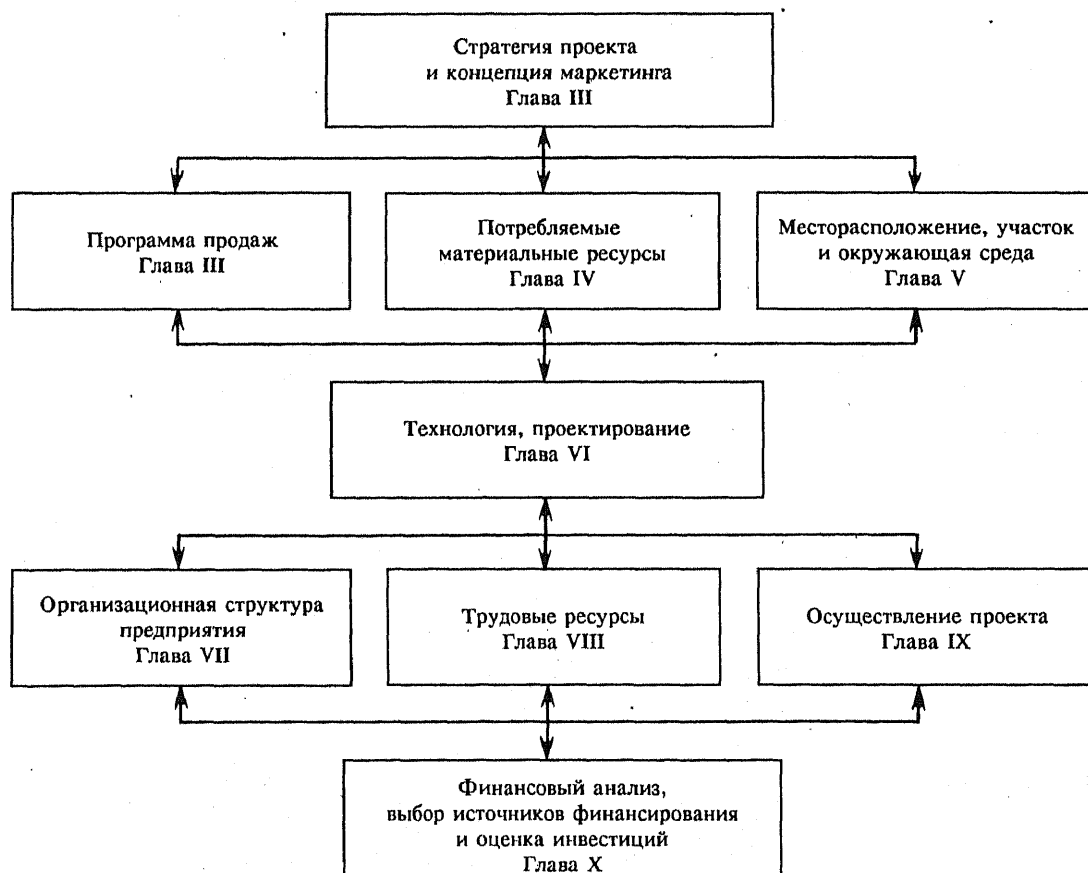 Стратегия проекта
и концепция маркетинга
Глава III
Программа продаж
Глава III
Потребляемые
материальные ресурсы
Глава IV
Месторасположение, участок
и окружающая среда
Глава V
Технология, проектирование
Глава VI
Организационная структура
предприятия
Глава VII
Трудовые ресурсы
Глава VIII
Осуществление проекта
Глава IX
Финансовый анализ,
выбор источников финансирования
и оценка инвестиций
Глава X